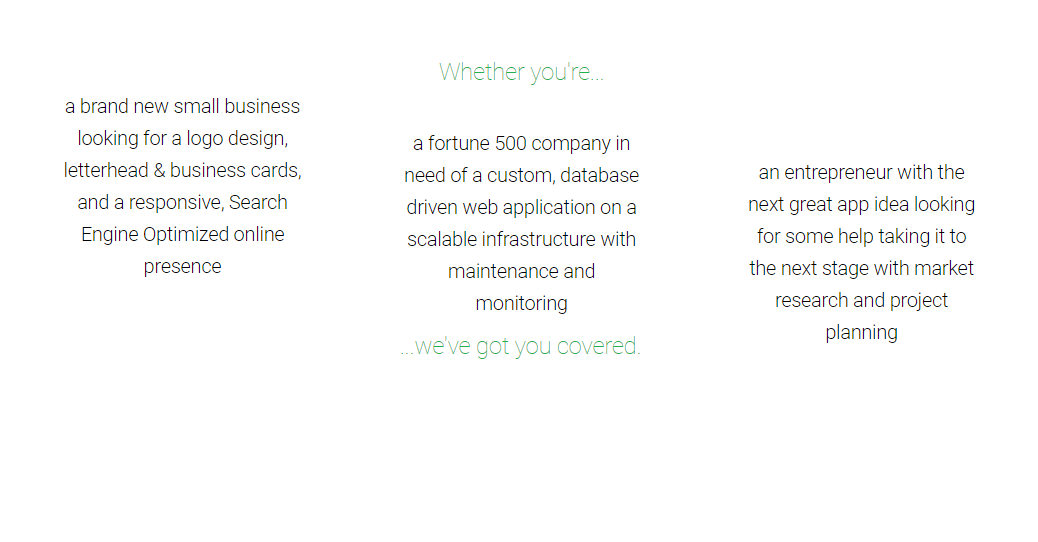 Whether you're...
a brand new small business
looking for a logo design,
letterhead & business cards,
and a responsive, Search
Engine Optimized online
presence
a fortune 500 company in
need of a custom, database
driven web application on a
scalable infrastructure with
maintenance and
monitoring
an entrepreneur with the
next great app idea looking
for some help taking it to
the next stage with market
research and project
planning
...we've got you covered.